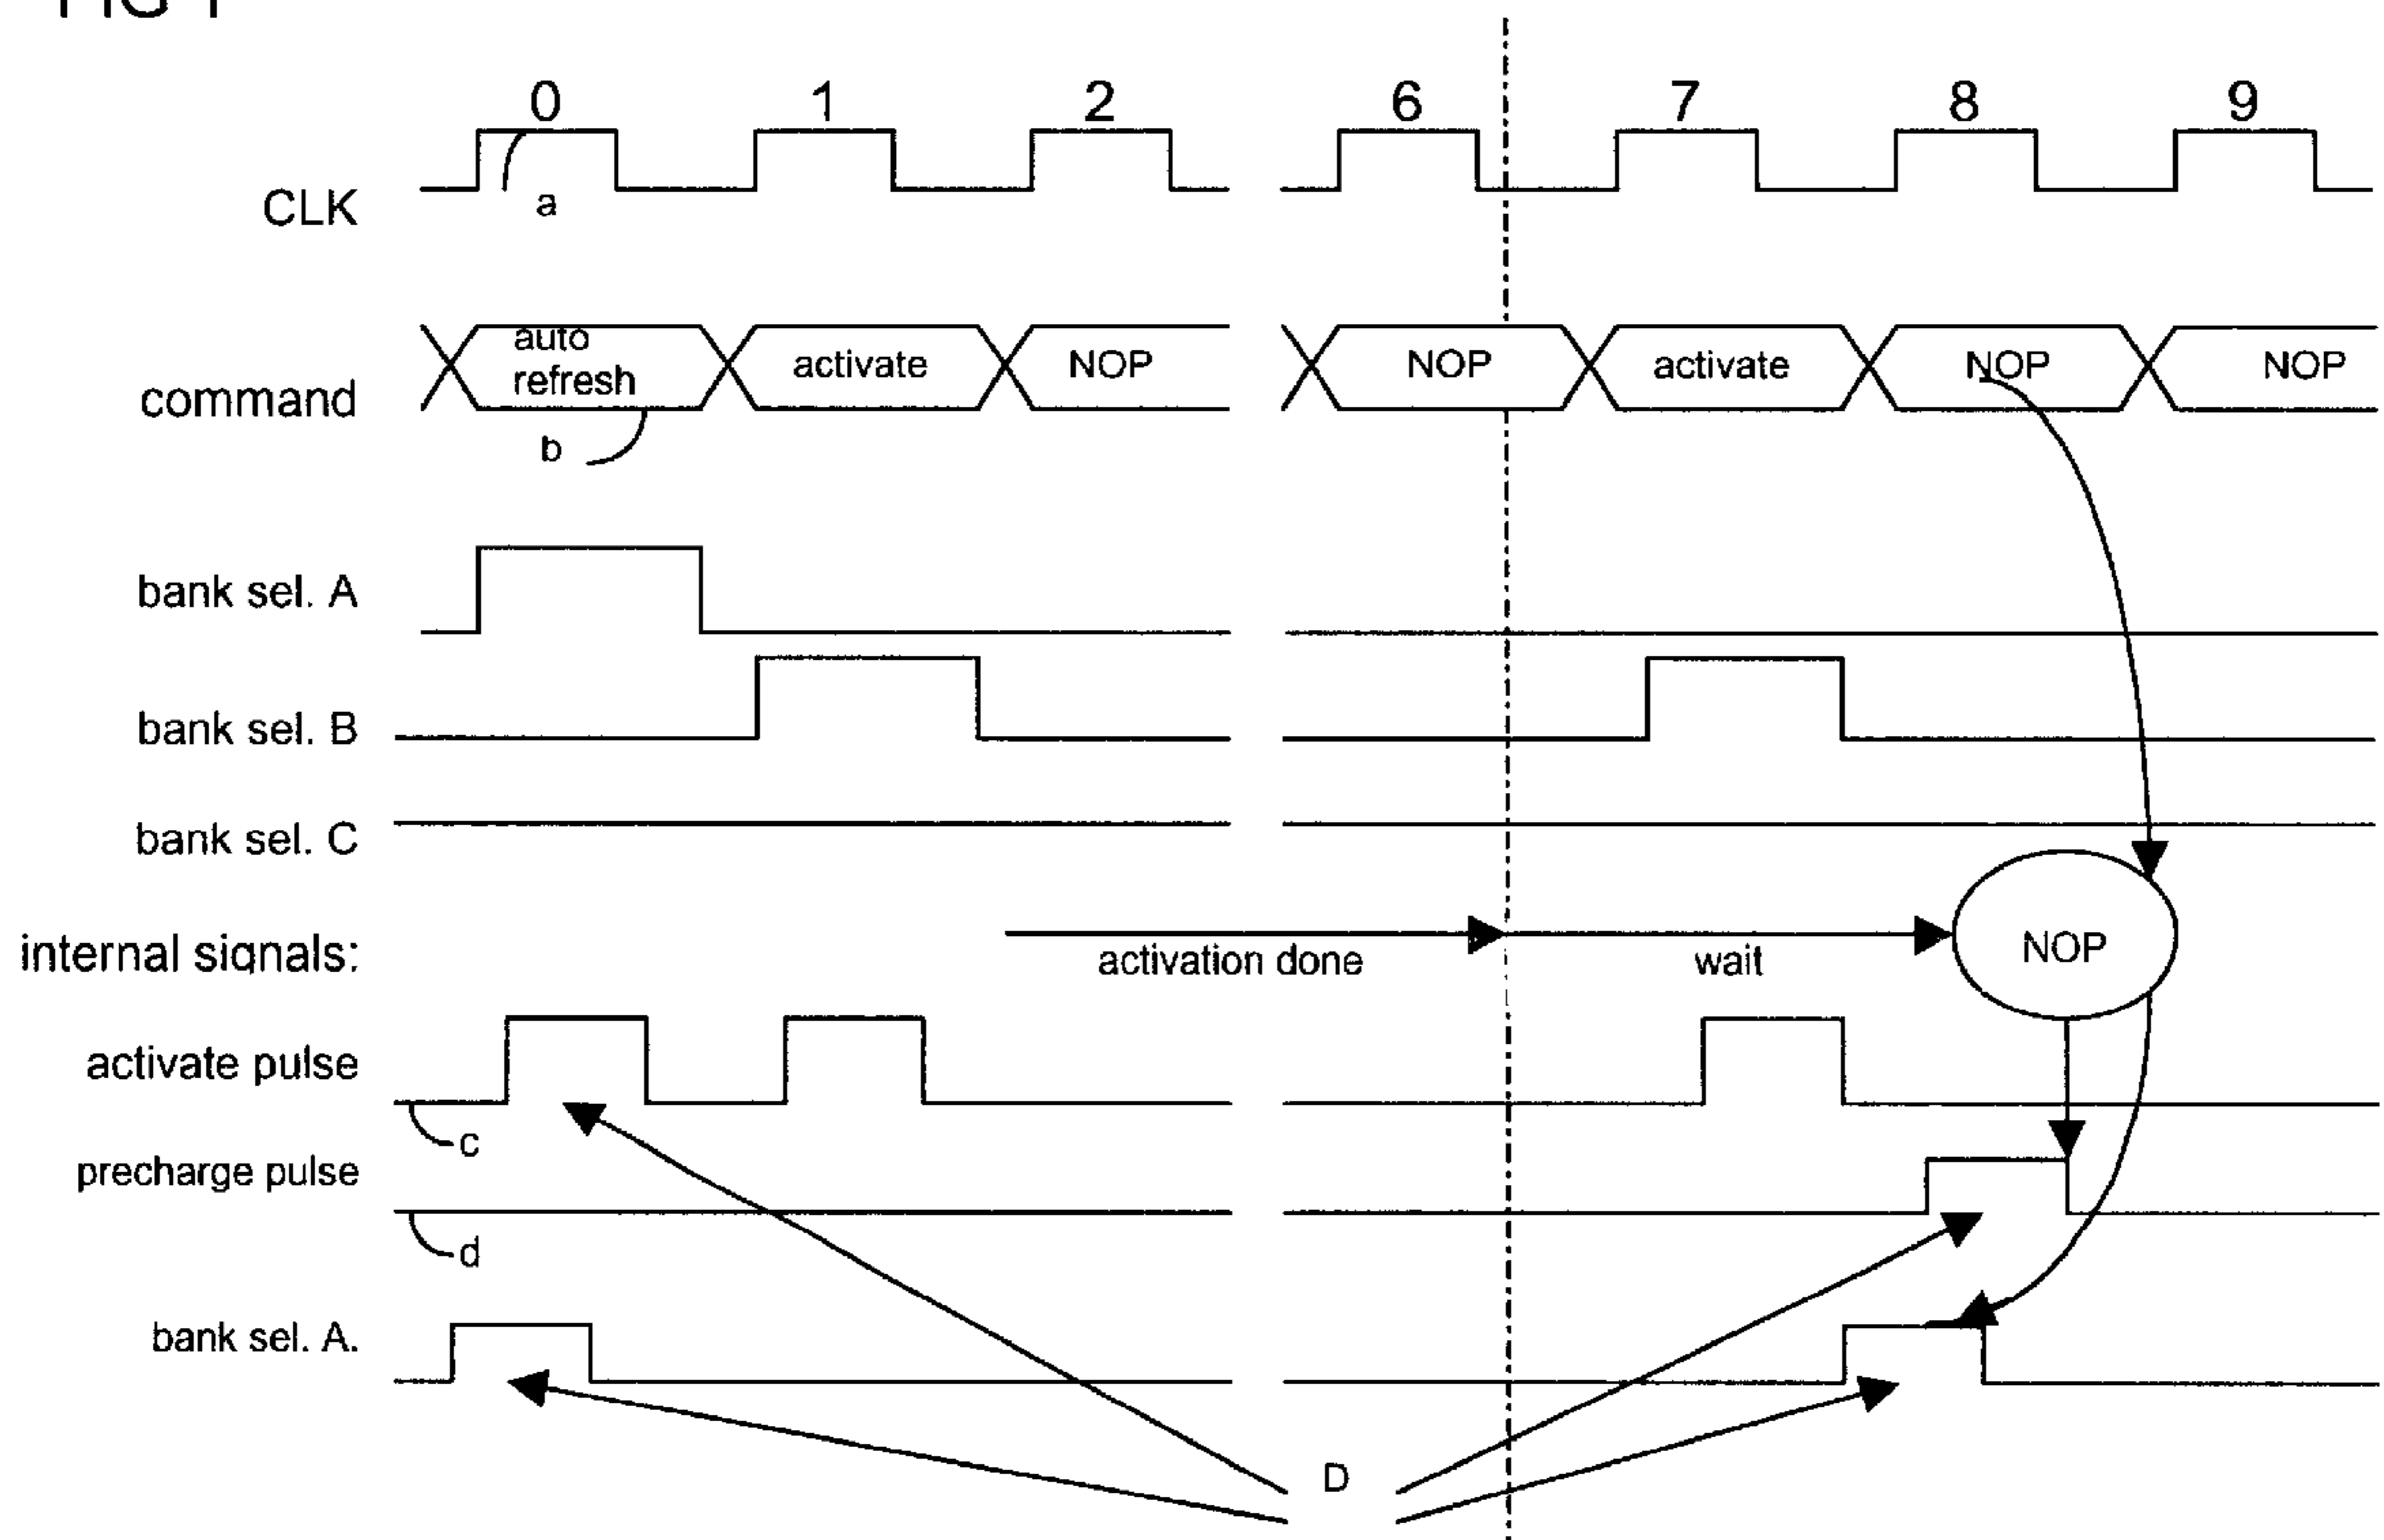 0 1 2 6 7 8 9
CLK
a
command
auto
refresh
activate NOP NOP activate NOP NOP
b
bank sel. A
bank sel. B
bank sel. C
internal signals:
activation done
wait
NOP
activate pulse
c
precharge pulse
d
bank sel. A.
D